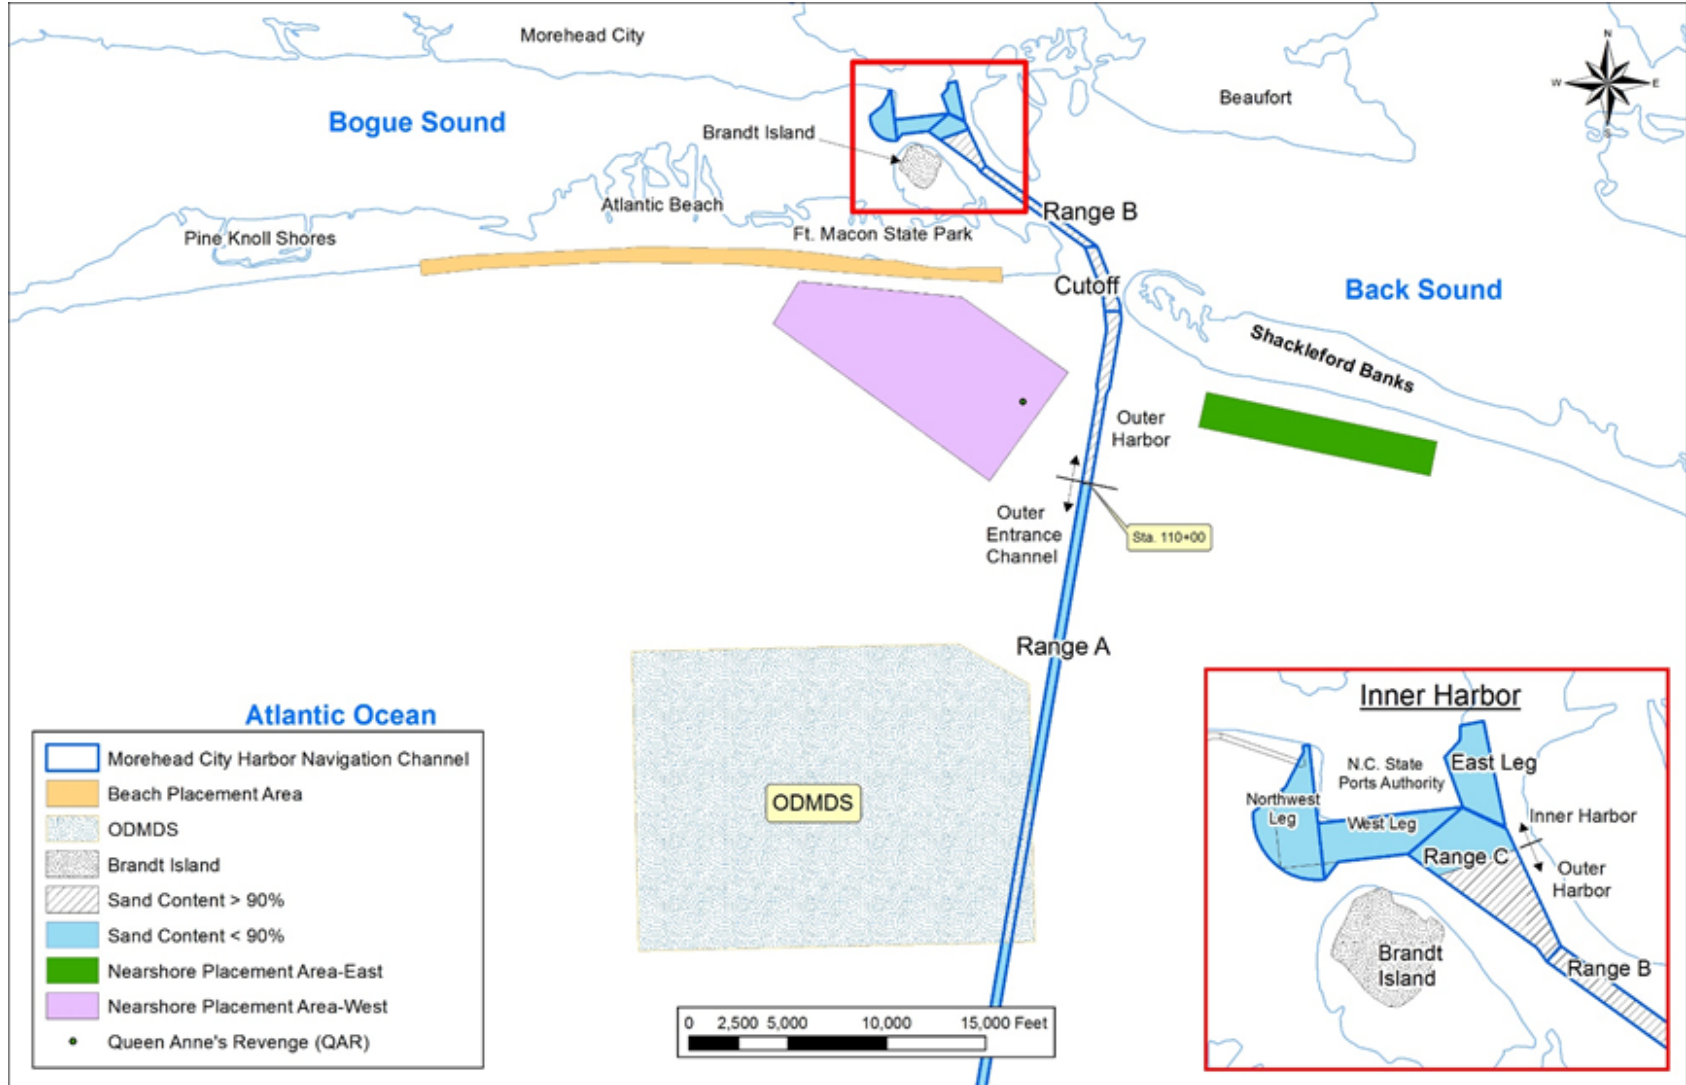 Morehead City
N
W
E
S
Bogue Sound
Brandt Island
Beaufort
Atlantic Beach
Range B
Pine Knoll Shores
Ft. Macon State Park
Cutoff
Back Sound
Shackleford Banks
Outer
Harbor
Outer
Entrance
Channel
Sta. 110+00
Range A
Atlantic Ocean
ODMDS
Morehead City Harbor Navigation Channel
Beach Placement Area
ODMDS
Brandt Island
Sand Content > 90%
Sand Content < 90%
Nearshore Placement Area-East
Nearshore Placement Area-West
Queen Anne's Revenge (QAR)
0 2,500 5,000 10,000 15,000 Feet
Inner Harbor
N.C. State
Ports Authority
East Leg
Northwest
Leg
West Leg
Inner Harbor
Range C
Outer
Harbor
Brandt
Island
Range B